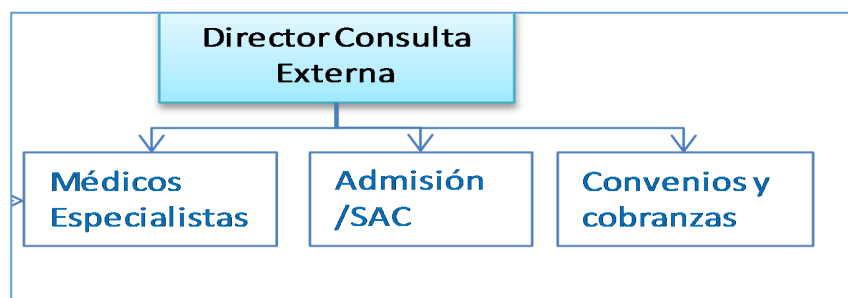 Director Consulta
Externa
Médicos
Especialistas
Admisión
/SAC
Convenios y
cobranzas